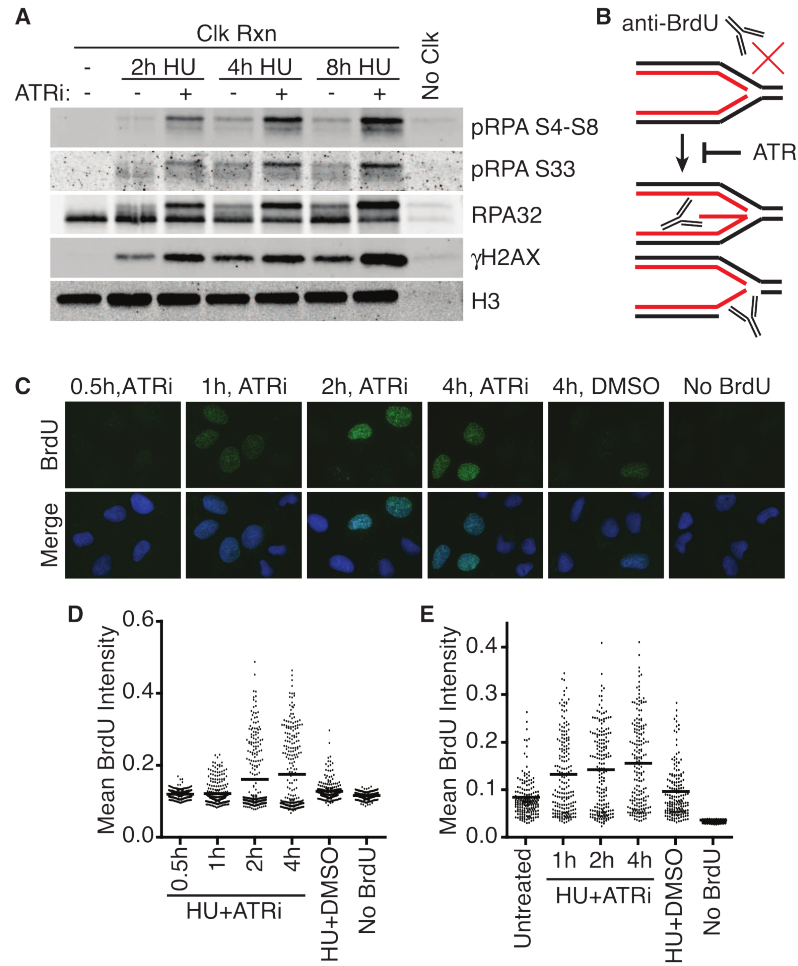 A
Clk Rxn
- 2h HU 4h HU 8h HU No Clk
ATRi: - - + - + - +
pRPA S4-S8
pRPA S33
RPA32
γH2AX
H3
B
anti-BrdU
ATR
C
0.5h,ATRi 1h, ATRi 2h, ATRi 4h, ATRi 4h, DMSO No BrdU
BrdU
Merge
D
Mean BrdU Intensity
0.6
0.4
0.2
0.0
0.5h 1h 2h 4h HU+DMSO No BrdU
HU+ATRi
E
Mean BrdU Intensity
0.4
0.3
0.2
0.1
0.0
Untreated 1h 2h 4h HU+DMSO No BrdU
HU+ATRi